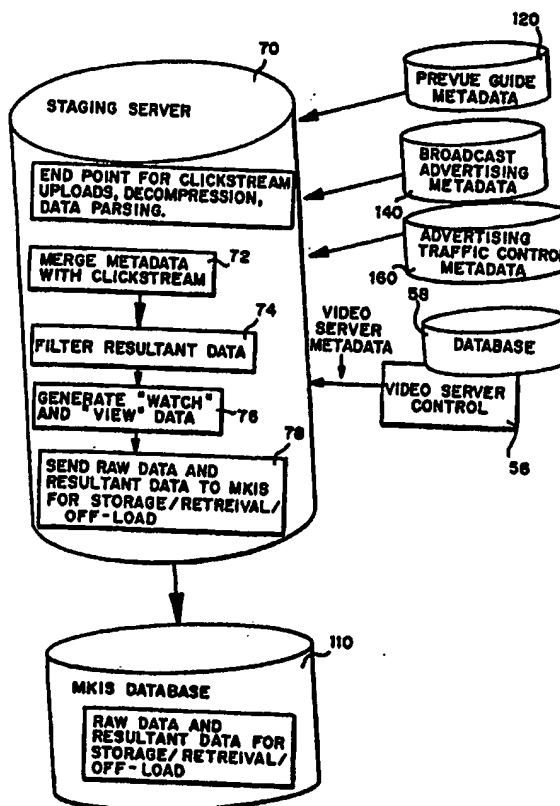 70
STAGING SERVER
END POINT FOR CLICKSTREAM
UPLOADS, DECOMPRESSION,
DATA PARSING.
72
MERGE METADATA
WITH CLICKSTREAM
74
FILTER RESULTANT DATA
GENERATE "WATCH"
AND "VIEW" DATA
76
78
SEND RAW DATA AND
RESULTANT DATA TO MKIS
FOR STORAGE/RETREIVAL/
OFF-LOAD
120
PREVUE GUIDE
METADATA
BROADCAST
ADVERTISING
METADATA
140
ADVERTISING
TRAFFIC CONTROL
METADATA
160
58
DATABASE
VIDEO
SERVER
METADATA
VIDEO SERVER
CONTROL
56
110
MKIS DATABASE
RAW DATA AND
RESULTANT DATA FOR
STORAGE/RETREIVAL/
OFF-LOAD